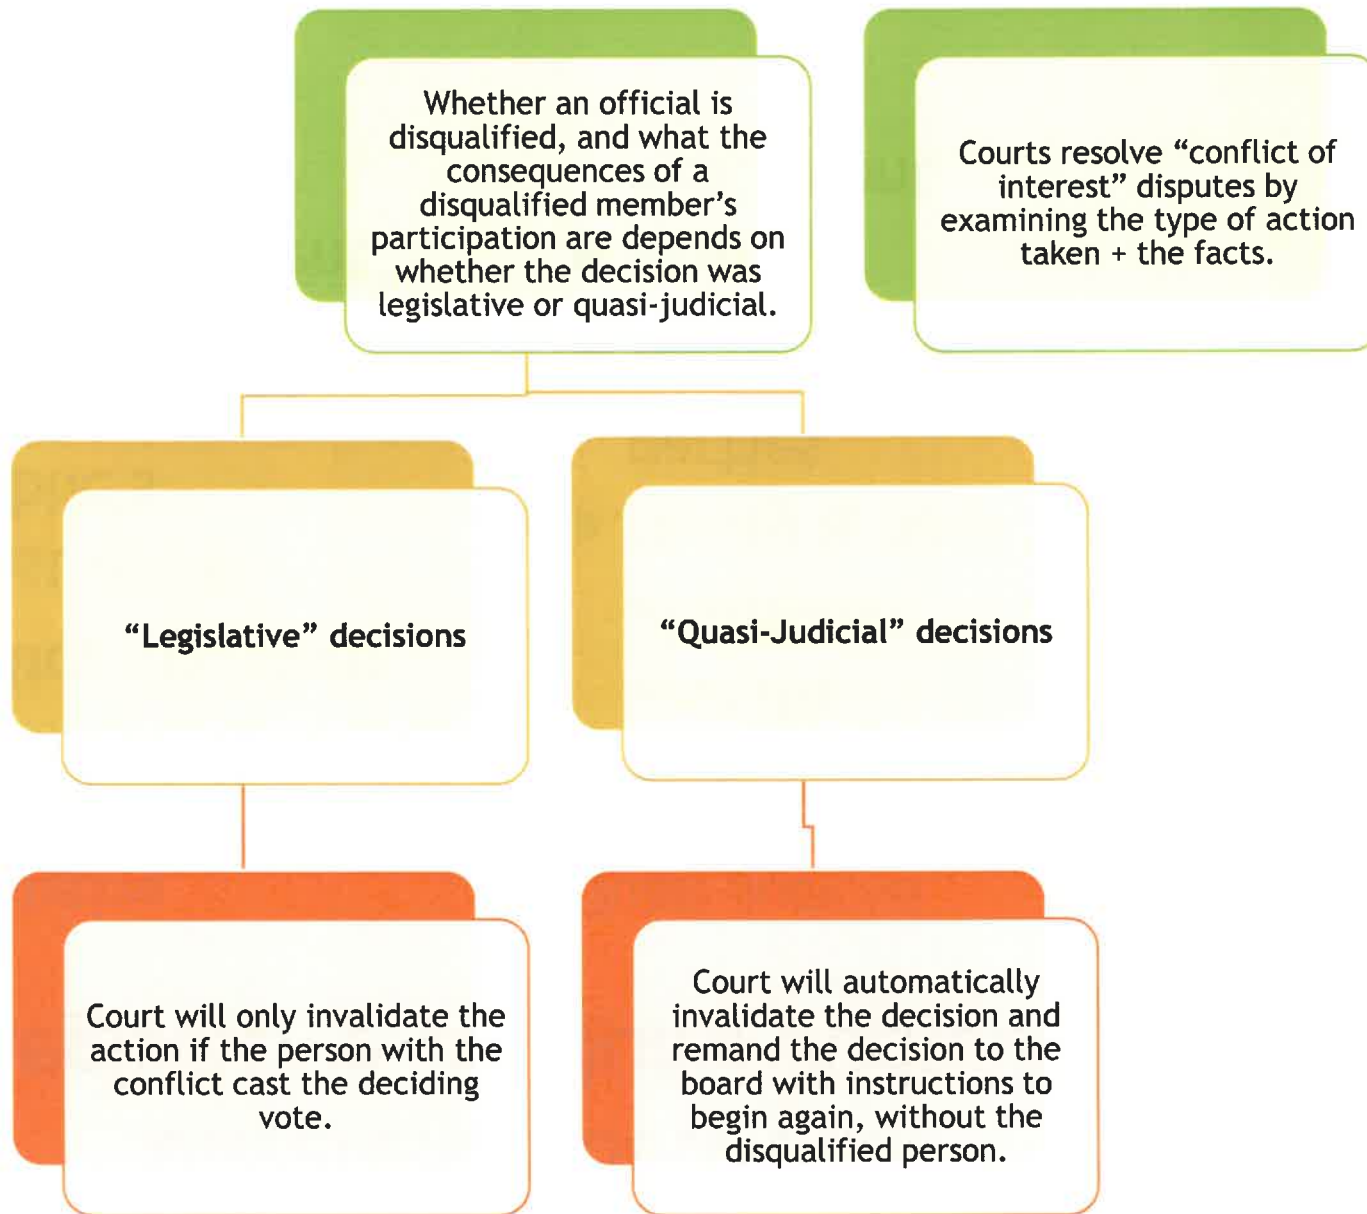 Whether an official is
disqualified, and what the
consequences of a
disqualified member’s
participation are depends on
whether the decision was
legislative or quasi-judicial.
Courts resolve “conflict of
interest” disputes by
examining the type of action
taken + the facts.
“Legislative” decisions
“Quasi-Judicial” decisions
Court will only invalidate the
action if the person with the
conflict cast the deciding
vote.
Court will automatically
invalidate the decision and
remand the decision to the
board with instructions to
begin again, without the
disqualified person.